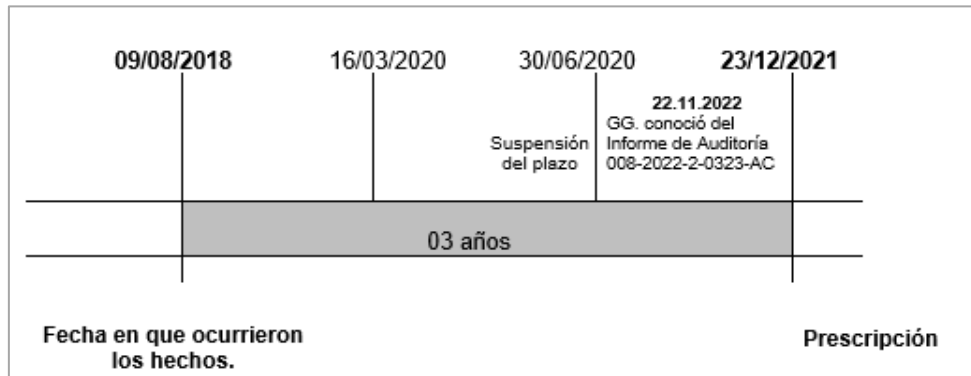 09/08/2018 16/03/2020 30/06/2020 23/12/2021
22.11.2022
GG. conoció del
Informe de Auditoría
008-2022-2-0323-AC
Suspensión
del plazo
03 años
Fecha en que ocurrieron
los hechos.
Prescripción